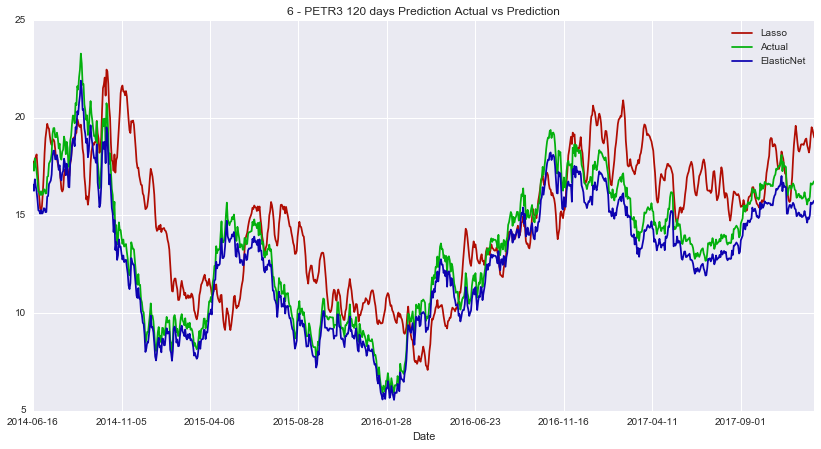 6 - PETR3 120 days Prediction Actual vs Prediction
25
20
15
10
5
Lasso
Actual
ElasticNet
2014-06-16 2014-11-05 2015-04-06 2015-08-28 2016-01-28 2016-06-23 2016-11-16 2017-04-11 2017-09-01
Date